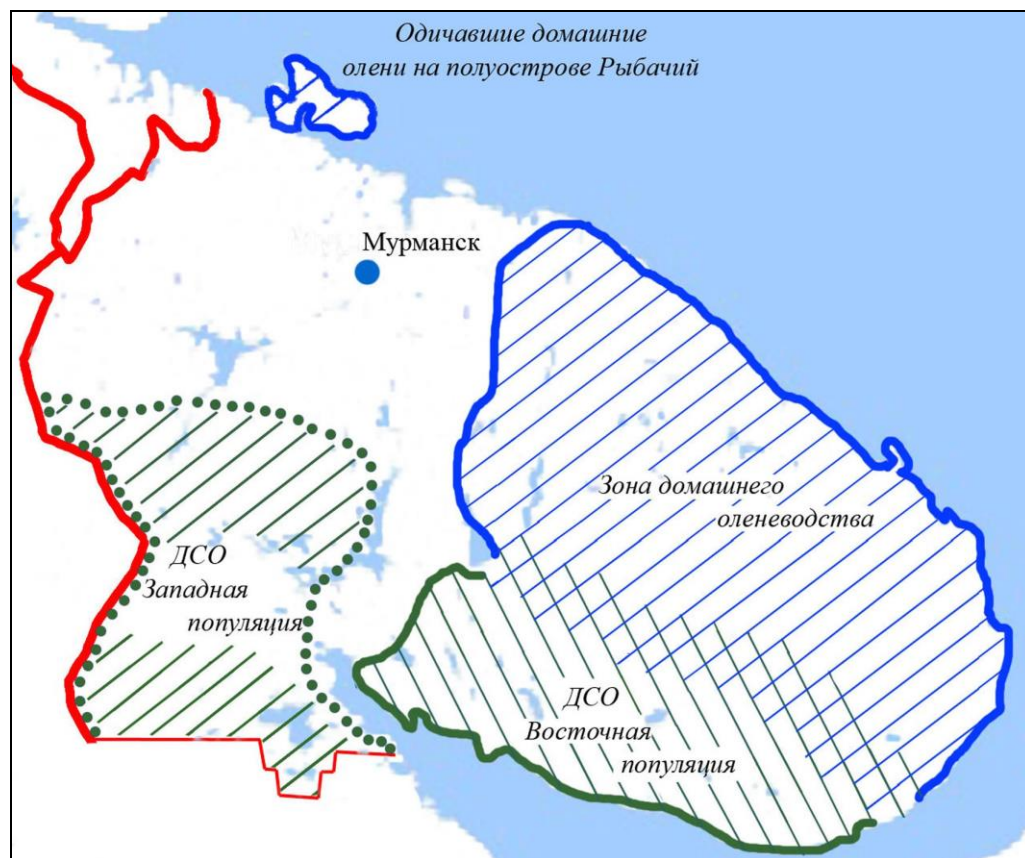 Одичавшие домашние
олени на полуострове Рыбачий
Мурманск
Зона домашнего
оленеводства
ДСО
Западная
популяция
ДСО
Восточная
популяция